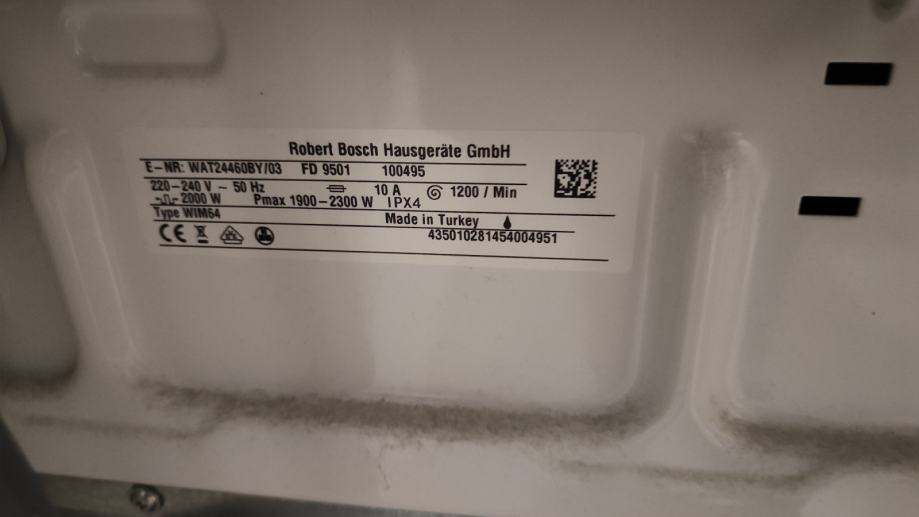 Robert Bosch Hausgeräte GmbH
E-NR: WAT24460BY/03 FD 9501 100495
220-240 V ~ 50 Hz 10 A 1200 / Min
2000 W Pmax 1900-2300 W IPX4
Type WIM64 Made in Turkey
CE 435010281454004951